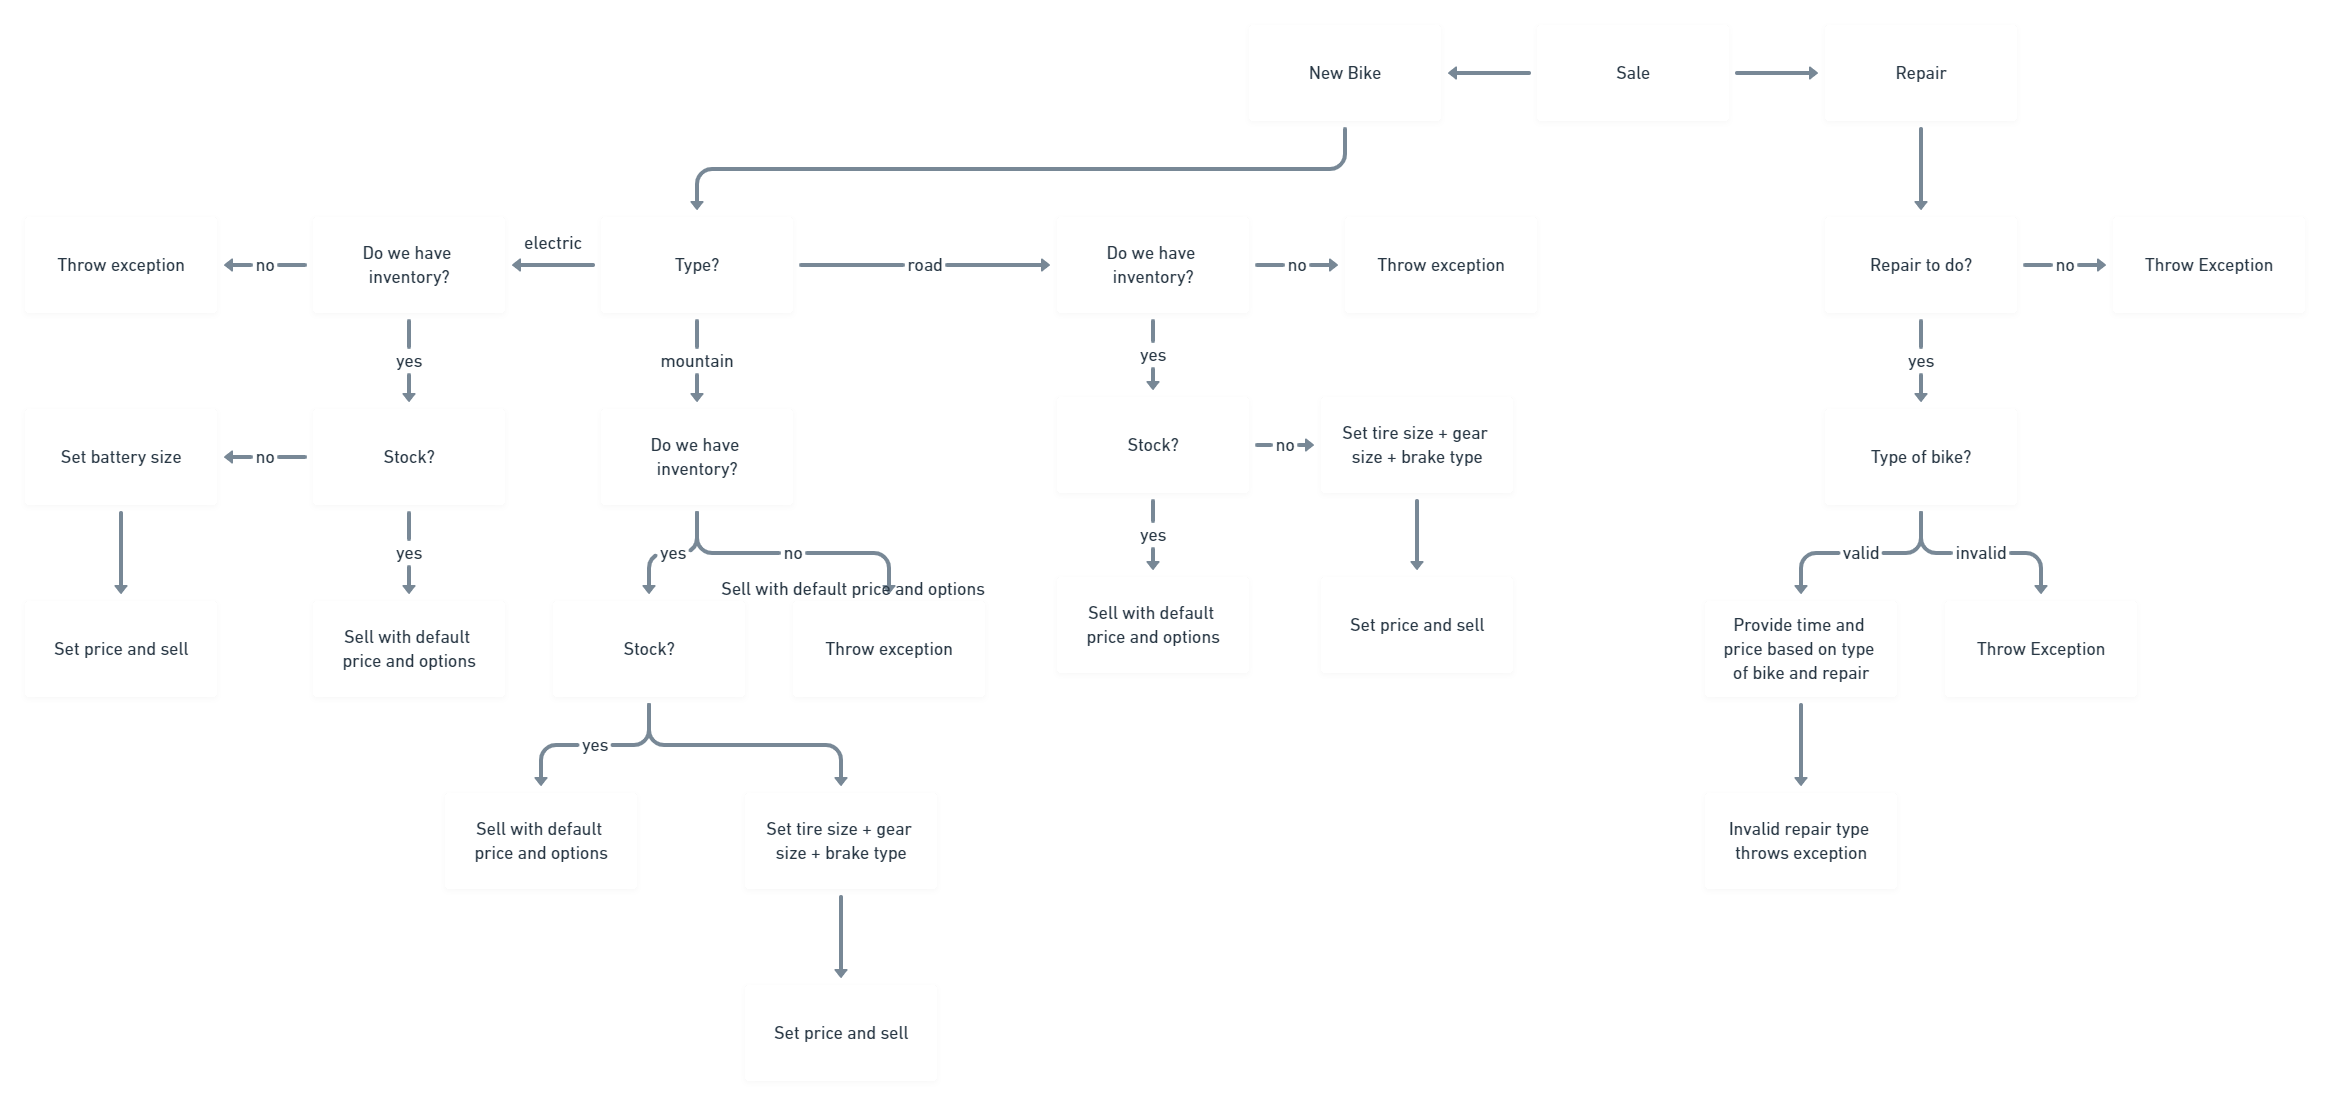 New Bike
Sale
Repair
Throw exception
no
Do we have
inventory?
electric
Type?
road
Do we have
inventory?
no
Throw exception
Repair to do?
no
Throw Exception
yes
mountain
yes
yes
Set battery size
no
Stock?
Do we have
inventory?
Stock?
no
Set tire size + gear
size + brake type
Type of bike?
yes
yes
no
yes
valid
invalid
Sell with default price and options
Set price and sell
Sell with default
price and options
Stock?
Throw exception
Sell with default
price and options
Set price and sell
Provide time and
price based on type
of bike and repair
Throw Exception
yes
Sell with default
price and options
Set tire size + gear
size + brake type
Invalid repair type
throws exception
Set price and sell